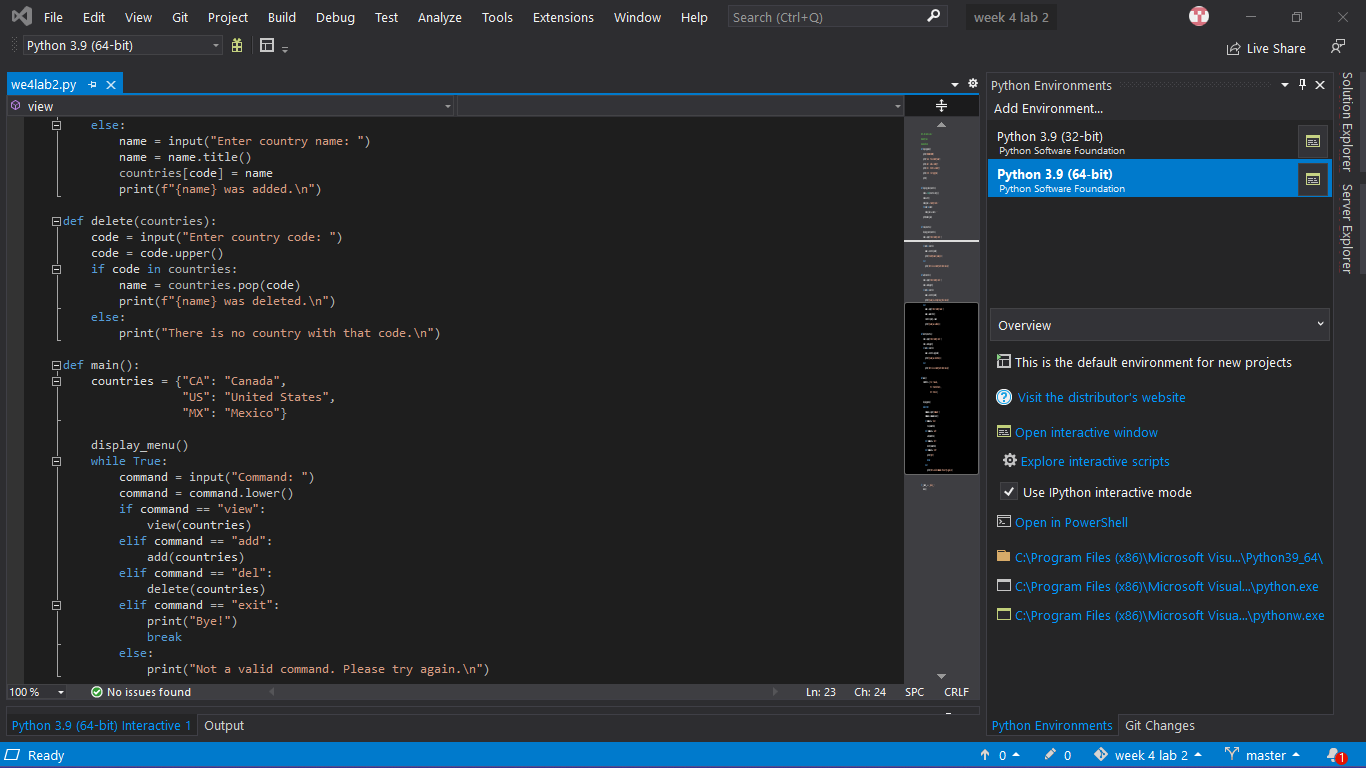 File Edit View Git Project Build Debug Test Analyze Tools Extensions Window Help Search (Ctrl+Q) week 4 lab 2
Python 3.9 (64-bit) Live Share
we4lab2.py
view
else:
name = input("Enter country name: ")
name = name.title()
countries[code] = name
print(f"{name} was added.\n")
def delete(countries):
code = input("Enter country code: ")
code = code.upper()
if code in countries:
name = countries.pop(code)
print(f"{name} was deleted.\n")
else:
print("There is no country with that code.\n")
def main():
countries = {"CA": "Canada",
"US": "United States",
"MX": "Mexico"}
display_menu()
while True:
command = input("Command: ")
command = command.lower()
if command == "view":
view(countries)
elif command == "add":
add(countries)
elif command == "del":
delete(countries)
elif command == "exit":
print("Bye!")
break
else:
print("Not a valid command. Please try again.\n")
100 % No issues found Ln: 23 Ch: 24 SPC CRLF
Python 3.9 (64-bit) Interactive 1 Output
Python Environments
Add Environment...
Python 3.9 (32-bit)
Python Software Foundation
Python 3.9 (64-bit)
Python Software Foundation
Overview
This is the default environment for new projects
Visit the distributor's website
Open interactive window
Explore interactive scripts
Use IPython interactive mode
Open in PowerShell
C:\Program Files (x86)\Microsoft Visu...\Python39_64\
C:\Program Files (x86)\Microsoft Visual...\python.exe
C:\Program Files (x86)\Microsoft Visua...\pythonw.exe
Python Environments Git Changes
Solution Explorer
Server Explorer
Ready 0 0 week 4 lab 2 master 1